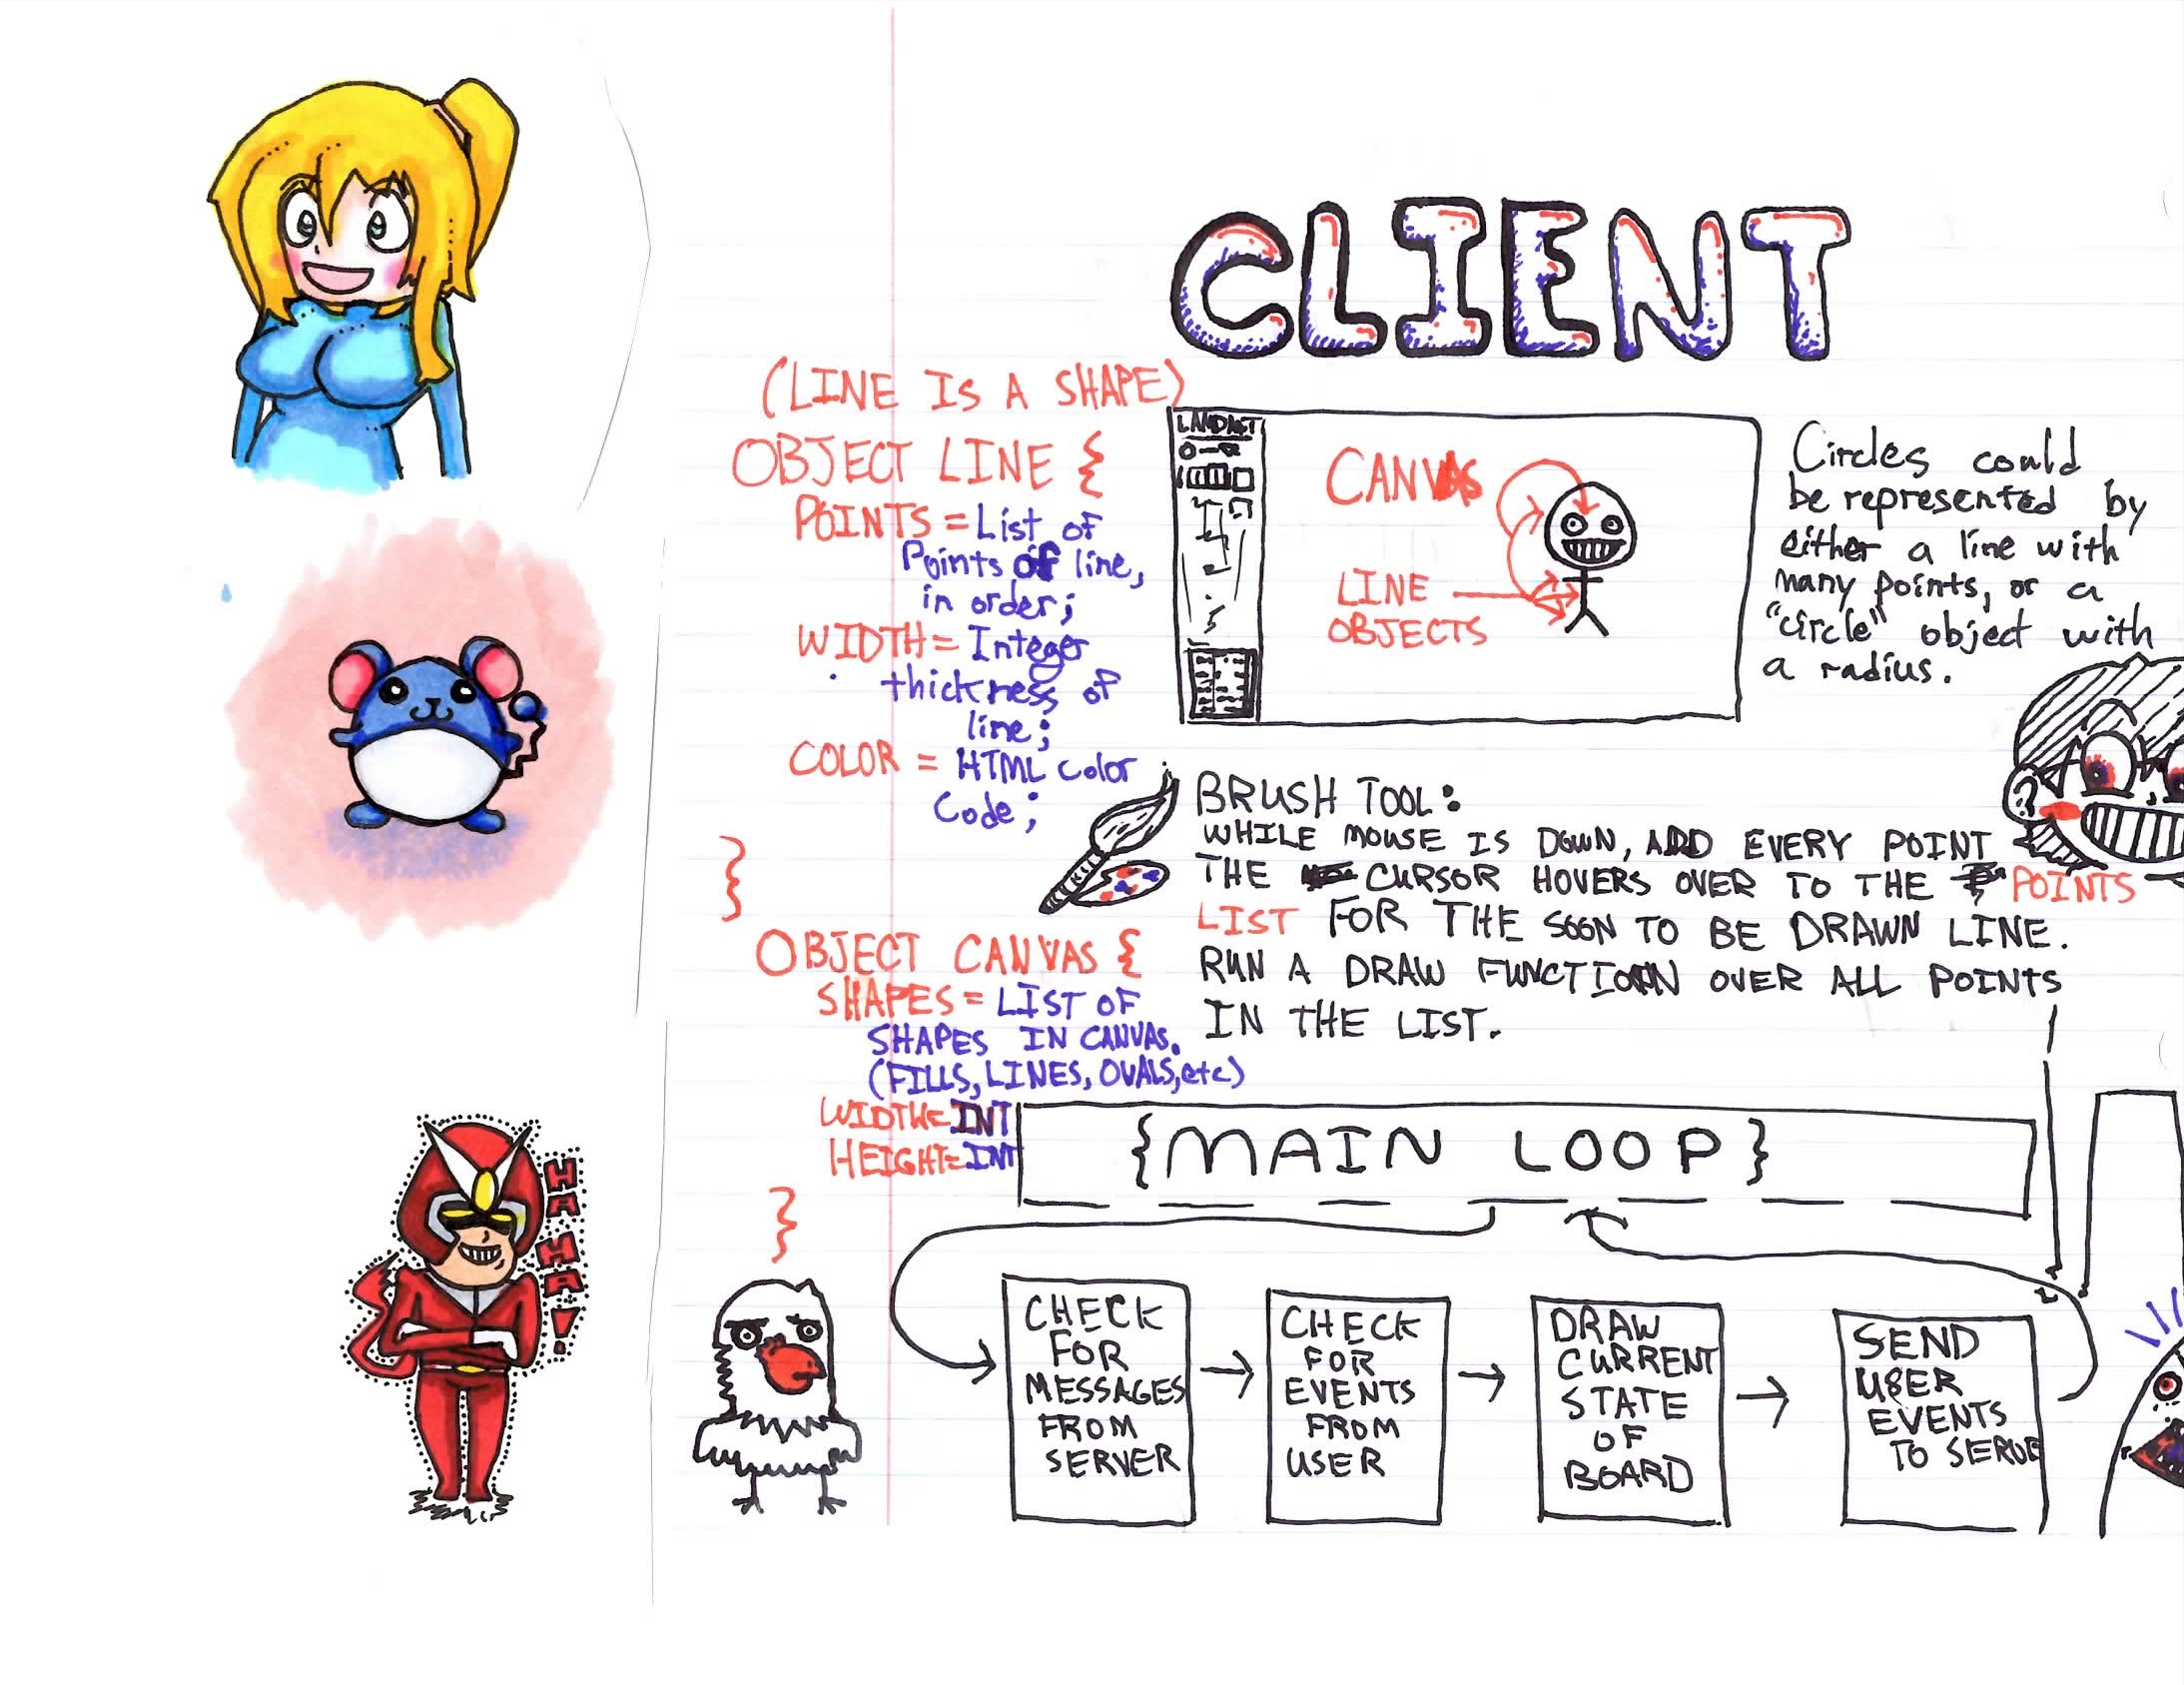 CLIENT
(LINE IS A SHAPE)
OBJECT LINE {
POINTS = List of
Points of line,
in order;
WIDTH = Integer
thickness of
line;
COLOR = HTML color
Code;
}
OBJECT CANVAS {
SHAPES = LIST OF
SHAPES IN CANVAS.
(FILLS, LINES, OVALS, etc)
WIDTH=INT
HEIGHT=INT
}
CANVAS
LINE
OBJECTS
Circles could
be represented by
either a line with
many points, or a
"circle" object with
a radius.
BRUSH TOOL:
WHILE MOUSE IS DOWN, ADD EVERY POINT
THE CURSOR HOVERS OVER TO THE POINTS
LIST FOR THE SOON TO BE DRAWN LINE.
RUN A DRAW FUNCTION OVER ALL POINTS
IN THE LIST.
{MAIN LOOP}
CHECK
FOR
MESSAGES
FROM
SERVER
CHECK
FOR
EVENTS
FROM
USER
DRAW
CURRENT
STATE
OF
BOARD
SEND
USER
EVENTS
TO SERVE
HA
HA!